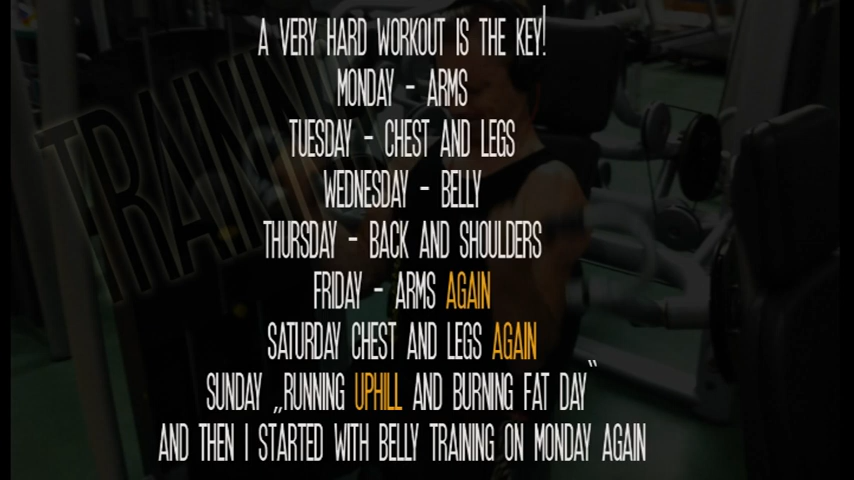 A VERY HARD WORKOUT IS THE KEY!
MONDAY - ARMS
TUESDAY - CHEST AND LEGS
WEDNESDAY - BELLY
THURSDAY - BACK AND SHOULDERS
FRIDAY - ARMS AGAIN
SATURDAY CHEST AND LEGS AGAIN
SUNDAY „RUNNING UPHILL AND BURNING FAT DAY‟
AND THEN I STARTED WITH BELLY TRAINING ON MONDAY AGAIN